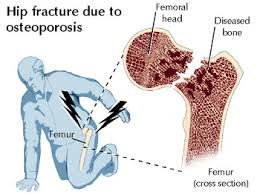 Hip fracture due to
osteoporosis
Femoral
head
Diseased
bone
Femur
Femur
(cross section)